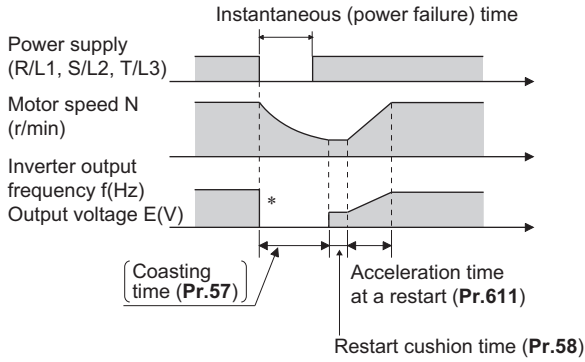 Instantaneous (power failure) time
Power supply
(R/L1, S/L2, T/L3)
Motor speed N
(r/min)
Inverter output
frequency f(Hz)
Output voltage E(V)
*
Coasting
time (Pr.57)
Acceleration time
at a restart (Pr.611)
Restart cushion time (Pr.58)